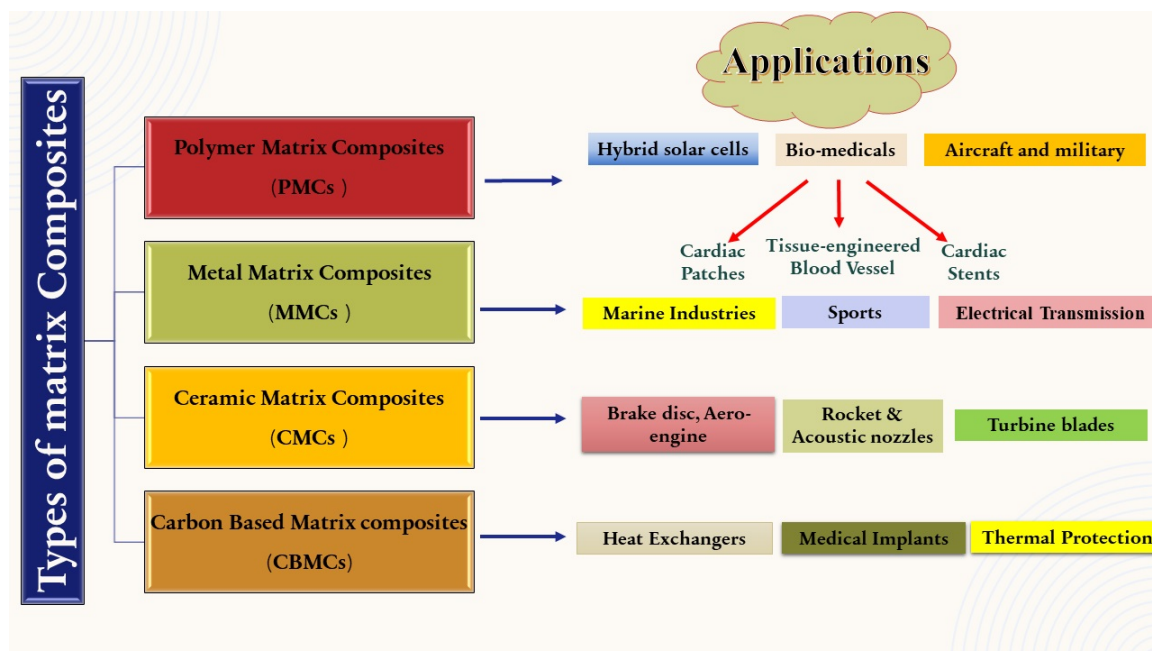 Applications
Types of matrix Composites
Polymer Matrix Composites
(PMCs )
Hybrid solar cells
Bio-medicals
Aircraft and military
Cardiac
Patches
Tissue-engineered
Blood Vessel
Cardiac
Stents
Metal Matrix Composites
(MMCs )
Marine Industries
Sports
Electrical Transmission
Ceramic Matrix Composites
(CMCs )
Brake disc, Aero-
engine
Rocket &
Acoustic nozzles
Turbine blades
Carbon Based Matrix composites
(CBMCs)
Heat Exchangers
Medical Implants
Thermal Protection